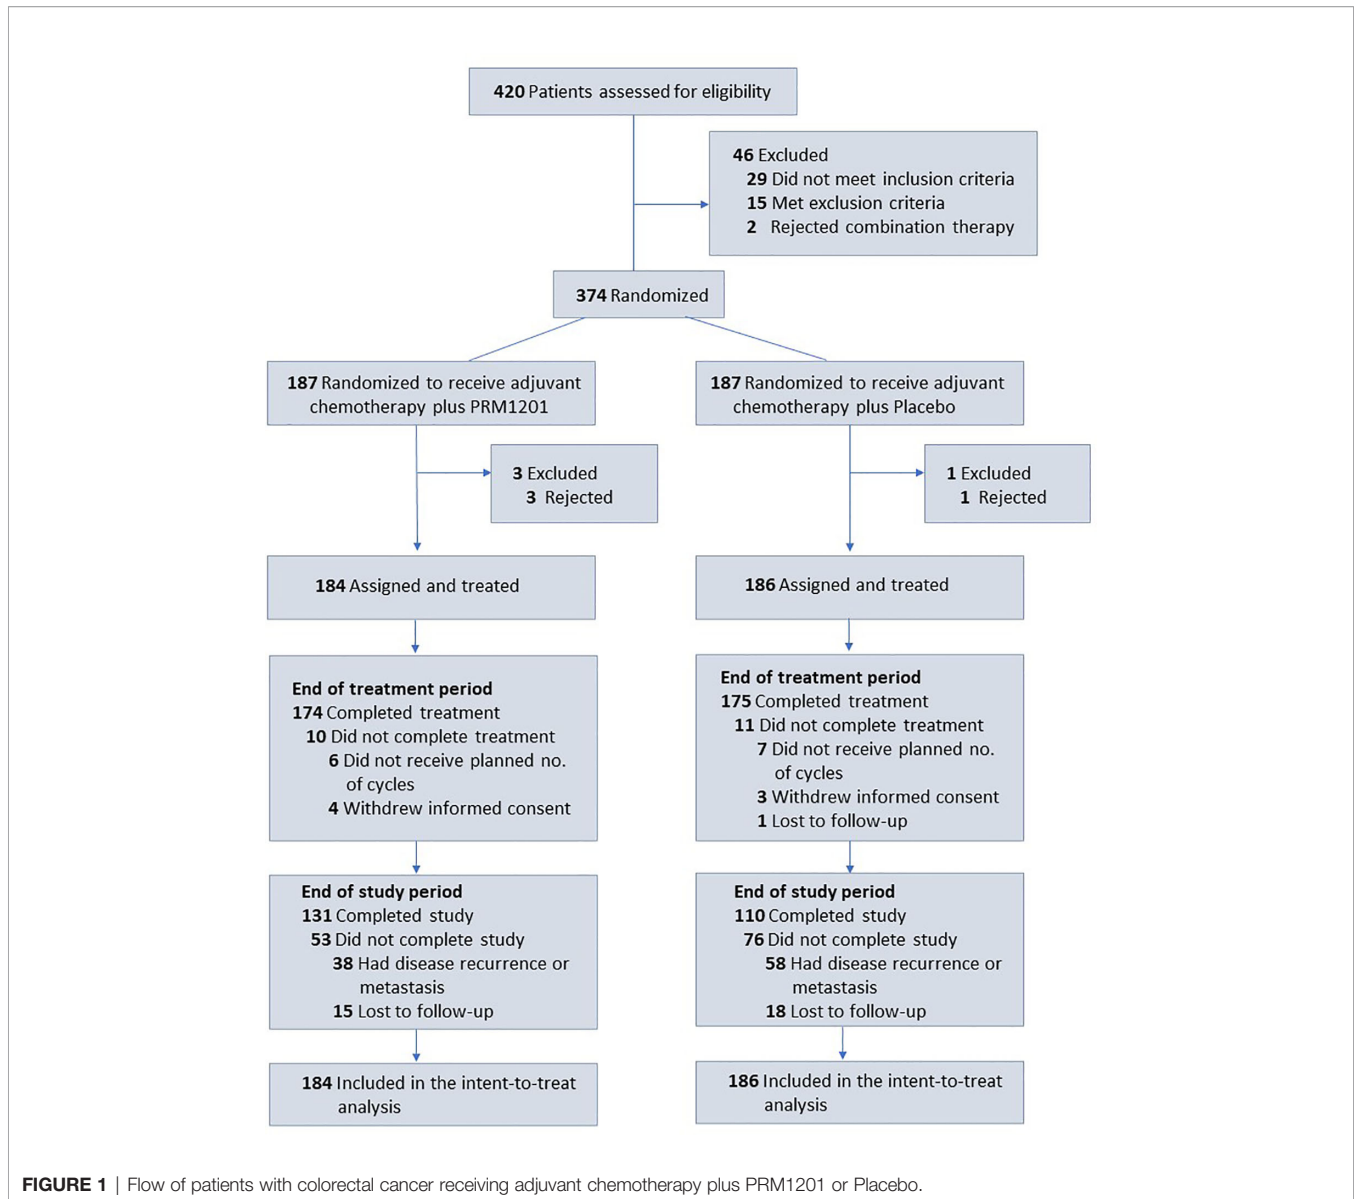 420 Patients assessed for eligibility
46 Excluded
29 Did not meet inclusion criteria
15 Met exclusion criteria
2 Rejected combination therapy
374 Randomized
187 Randomized to receive adjuvant
chemotherapy plus PRM1201
187 Randomized to receive adjuvant
chemotherapy plus Placebo
3 Excluded
3 Rejected
1 Excluded
1 Rejected
184 Assigned and treated
186 Assigned and treated
End of treatment period
174 Completed treatment
10 Did not complete treatment
6 Did not receive planned no.
of cycles
4 Withdrew informed consent
End of treatment period
175 Completed treatment
11 Did not complete treatment
7 Did not receive planned no.
of cycles
3 Withdrew informed consent
1 Lost to follow-up
End of study period
131 Completed study
53 Did not complete study
38 Had disease recurrence or
metastasis
15 Lost to follow-up
End of study period
110 Completed study
76 Did not complete study
58 Had disease recurrence or
metastasis
18 Lost to follow-up
184 Included in the intent-to-treat
analysis
186 Included in the intent-to-treat
analysis
FIGURE 1 | Flow of patients with colorectal cancer receiving adjuvant chemotherapy plus PRM1201 or Placebo.